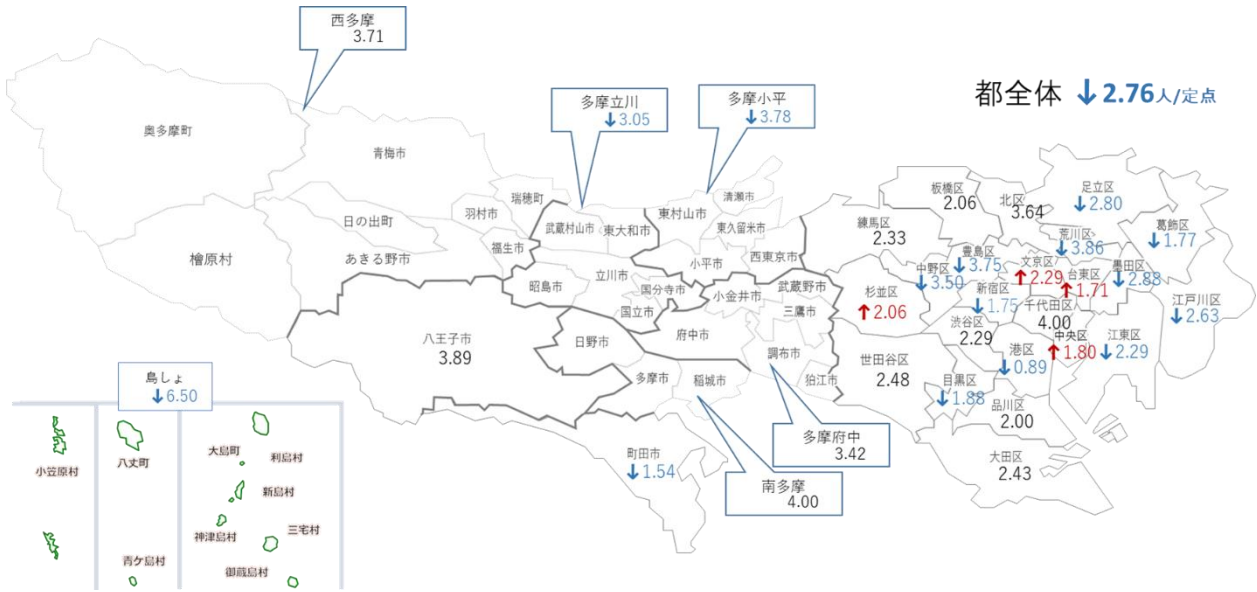 西多摩
3.71
多摩立川
↓3.05
多摩小平
↓3.78
都全体 ↓2.76人/定点
奥多摩町
青梅市
瑞穂町
羽村市
日の出町
福生市
あきる野市
檜原村
武蔵村山市
東大和市
東村山市
清瀬市
東久留米市
小平市
西東京市
昭島市
立川市
国分寺市
国立市
小金井市
武蔵野市
三鷹市
八王子市
3.89
日野市
府中市
調布市
多摩市
稲城市
狛江市
町田市
↓1.54
多摩府中
3.42
南多摩
4.00
板橋区
2.06
北区
3.64
足立区
↓2.80
練馬区
2.33
豊島区
↓3.75
荒川区
↓3.86
葛飾区
↓1.77
中野区
↓3.50
文京区
↑2.29
台東区
↑1.71
墨田区
↓2.88
杉並区
↑2.06
新宿区
↓1.75
千代田区
4.00
江戸川区
↓2.63
渋谷区
2.29
中央区
↑1.80
江東区
↓2.29
世田谷区
2.48
港区
↓0.89
目黒区
↓1.88
品川区
2.00
大田区
2.43
島しょ
↓6.50
小笠原村
八丈町
青ケ島村
大島町
利島村
新島村
神津島村
三宅村
御蔵島村